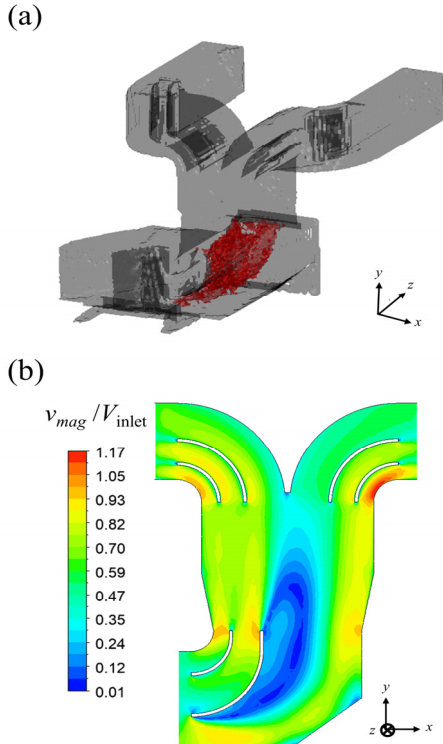 (a)
y
z
x
(b)
v_mag / V_inlet
1.17
1.05
0.93
0.82
0.70
0.59
0.47
0.35
0.24
0.12
0.01
y
z
x